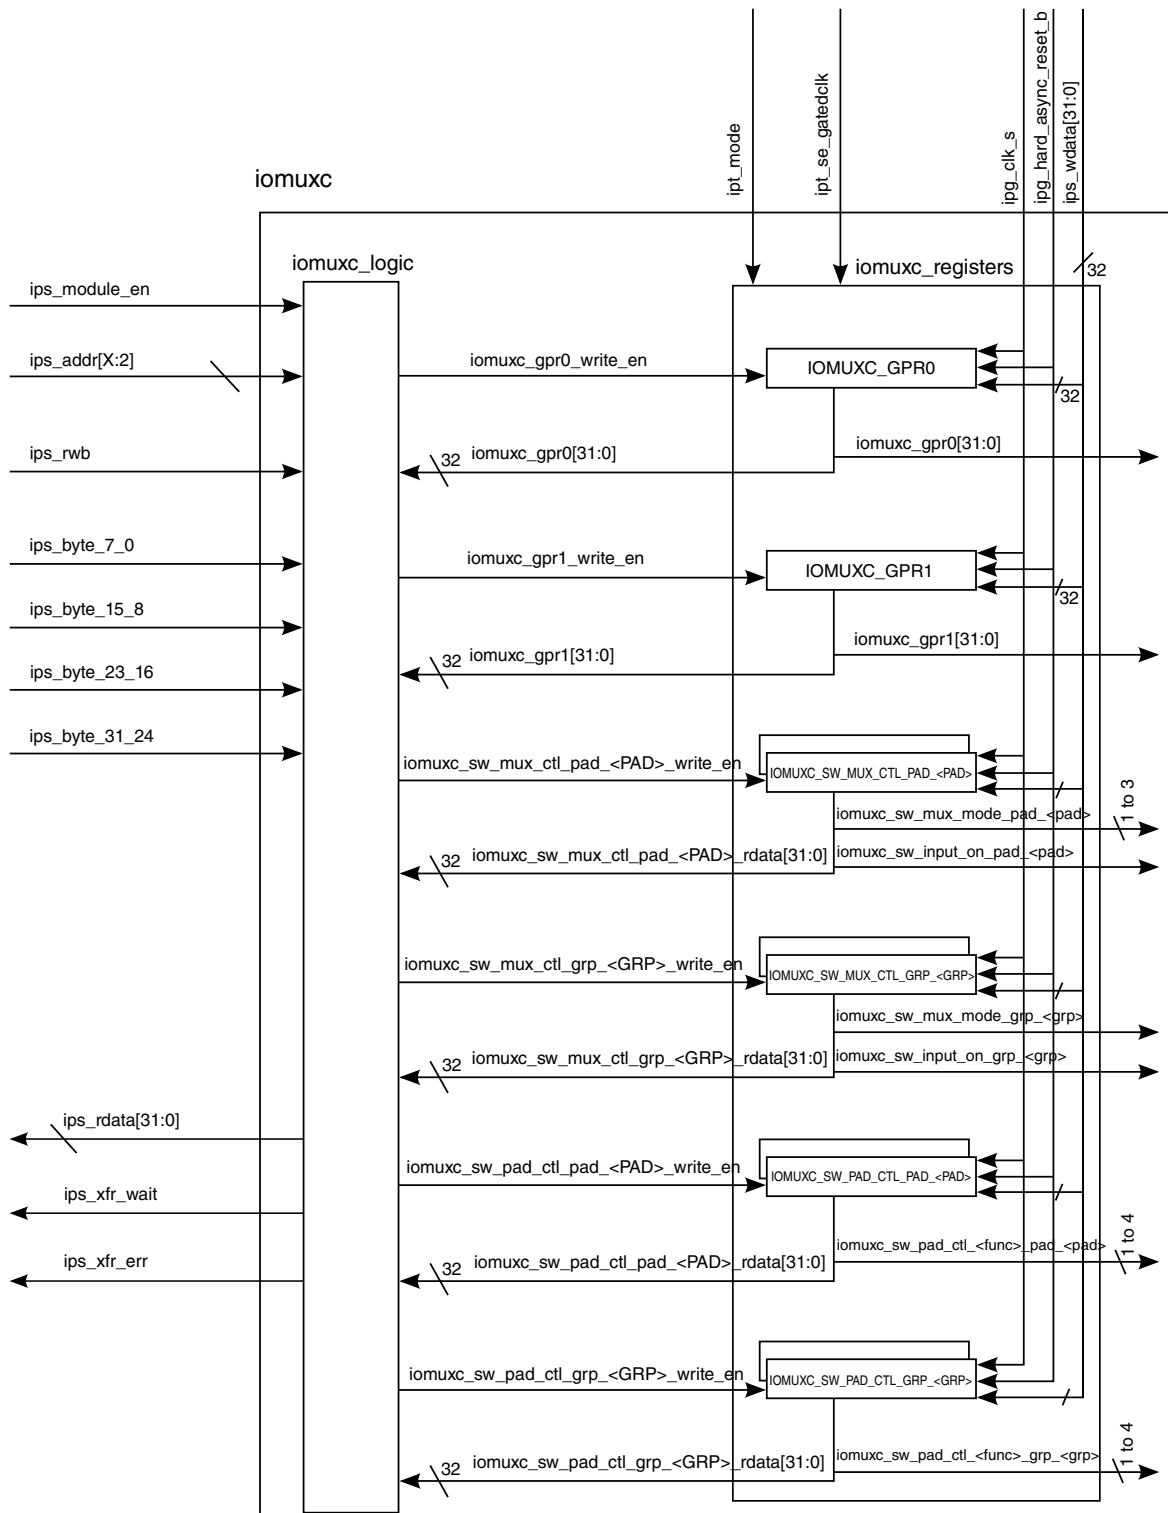 ipt_mode
ipt_se_gatedclk
ipg_clk_s
ipg_hard_async_reset_b
ips_wdata[31:0]
iomuxc
iomuxc_logic
iomuxc_registers
32
ips_module_en
ips_addr[X:2]
iomuxc_gpr0_write_en
IOMUXC_GPR0
32
ips_rwb
32
iomuxc_gpr0[31:0]
iomuxc_gpr0[31:0]
ips_byte_7_0
iomuxc_gpr1_write_en
IOMUXC_GPR1
32
ips_byte_15_8
32
iomuxc_gpr1[31:0]
iomuxc_gpr1[31:0]
ips_byte_23_16
ips_byte_31_24
iomuxc_sw_mux_ctl_pad_<PAD>_write_en
IOMUXC_SW_MUX_CTL_PAD_<PAD>
iomuxc_sw_mux_mode_pad_<pad>
1 to 3
32
iomuxc_sw_mux_ctl_pad_<PAD>_rdata[31:0]
iomuxc_sw_input_on_pad_<pad>
iomuxc_sw_mux_ctl_grp_<GRP>_write_en
IOMUXC_SW_MUX_CTL_GRP_<GRP>
iomuxc_sw_mux_mode_grp_<grp>
32
iomuxc_sw_mux_ctl_grp_<GRP>_rdata[31:0]
iomuxc_sw_input_on_grp_<grp>
ips_rdata[31:0]
iomuxc_sw_pad_ctl_pad_<PAD>_write_en
IOMUXC_SW_PAD_CTL_PAD_<PAD>
ips_xfr_wait
iomuxc_sw_pad_ctl_<func>_pad_<pad>
1 to 4
ips_xfr_err
32
iomuxc_sw_pad_ctl_pad_<PAD>_rdata[31:0]
iomuxc_sw_pad_ctl_grp_<GRP>_write_en
IOMUXC_SW_PAD_CTL_GRP_<GRP>
iomuxc_sw_pad_ctl_<func>_grp_<grp>
1 to 4
32
iomuxc_sw_pad_ctl_grp_<GRP>_rdata[31:0]